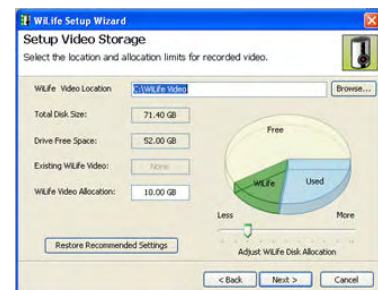 WiLife Setup Wizard
Setup Video Storage
Select the location and allocation limits for recorded video.
WiLife Video Location
C:\WiLife Video
Browse...
Total Disk Size:
71.40 GB
Drive Free Space:
52.00 GB
Existing WiLife Video:
None
WiLife Video Allocation:
10.00 GB
Free
WiLife
Used
Less
More
Restore Recommended Settings
Adjust WiLife Disk Allocation
< Back
Next >
Cancel